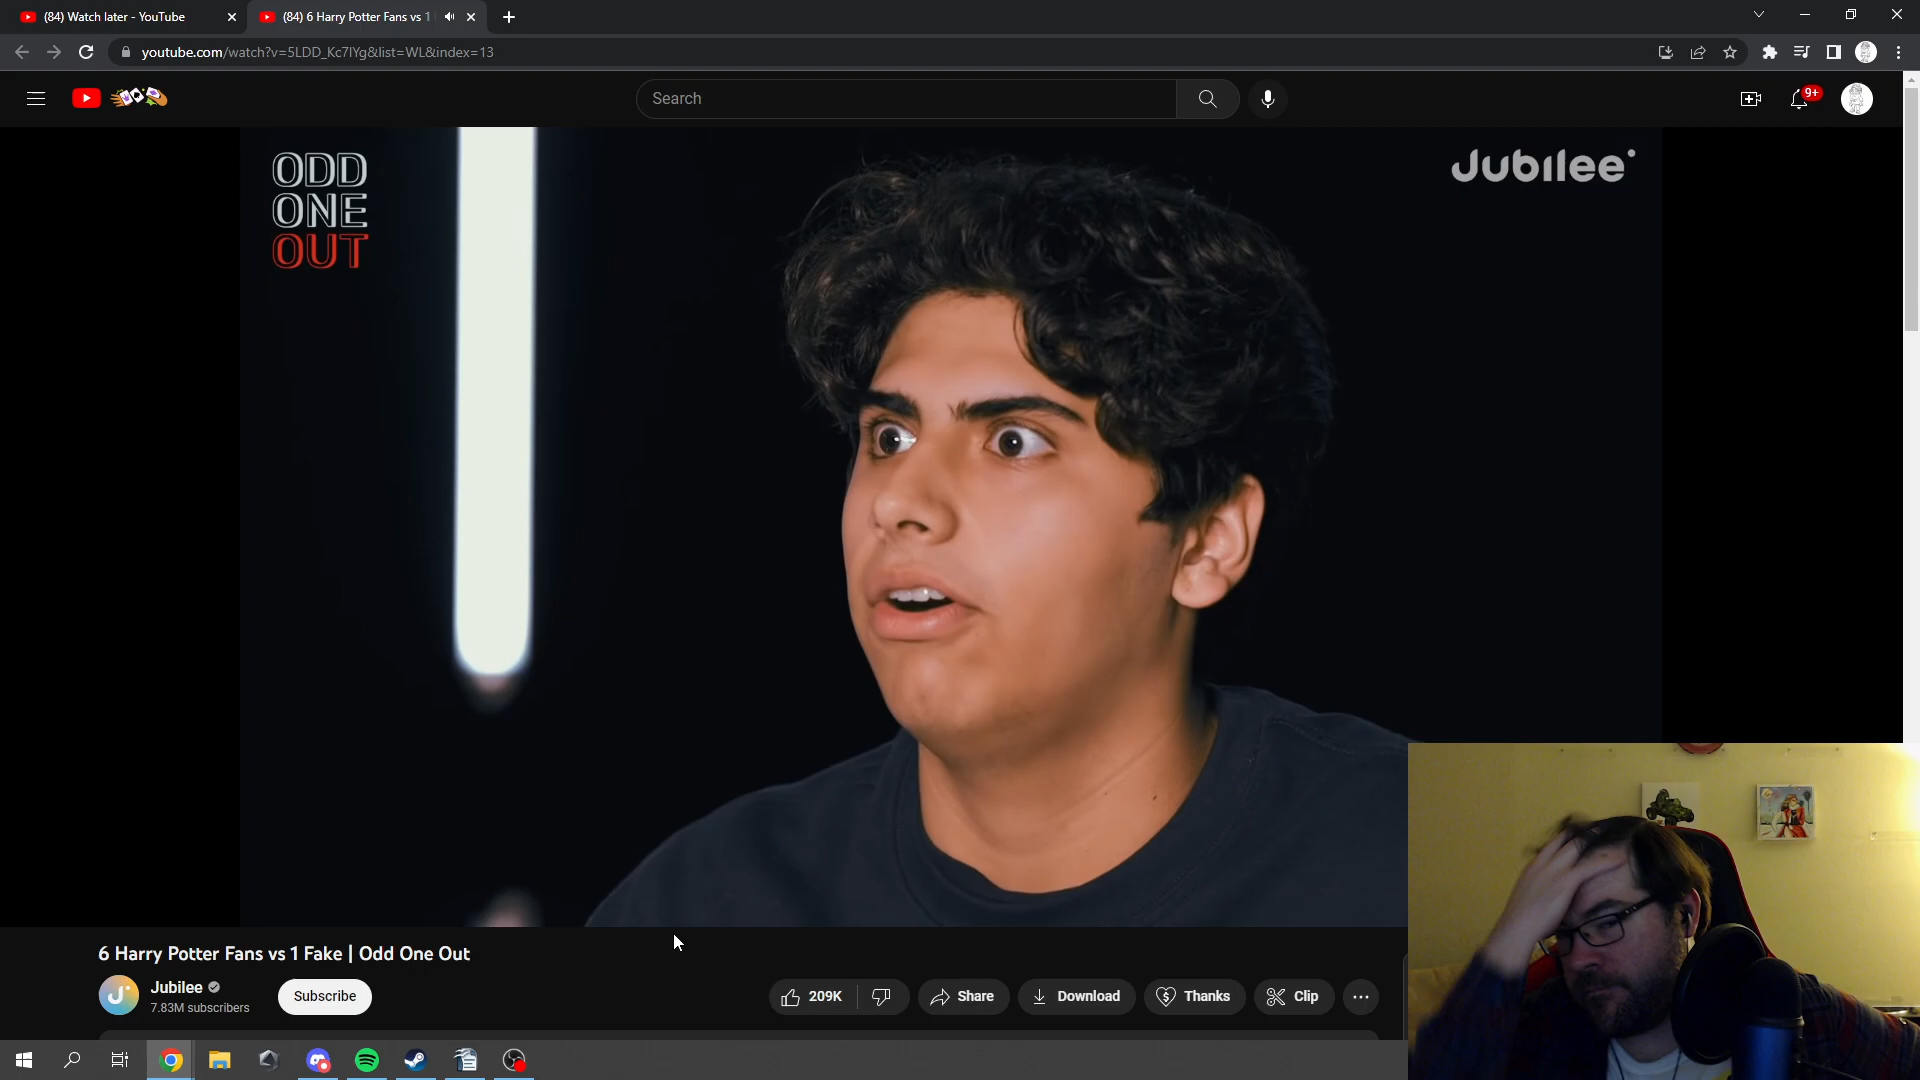 (84) Watch later - YouTube
(84) 6 Harry Potter Fans vs 1
youtube.com/watch?v=5LDD_Kc7lYg&list=WL&index=13
Search
9+
ODD
ONE
OUT
Jubilee
6 Harry Potter Fans vs 1 Fake | Odd One Out
Jubilee
7.83M subscribers
Subscribe
209K
Share
Download
Thanks
Clip